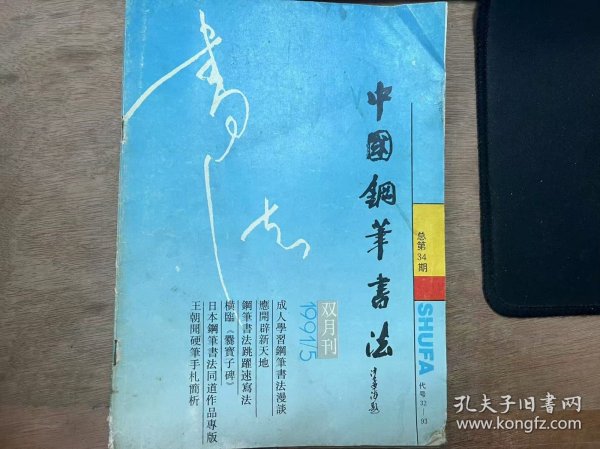 书法
中國鋼筆書法
总第34期
SHUFA
代号32—93
双月刊
1991/5
成人學習鋼筆書法漫談
應開辟新天地
鋼筆書法跳躍速寫法
橫臨《爨寶子碑》
日本鋼筆書法同道作品專版
王朝聞硬筆手札簡析
孔夫子旧书网
www.kongfz.com